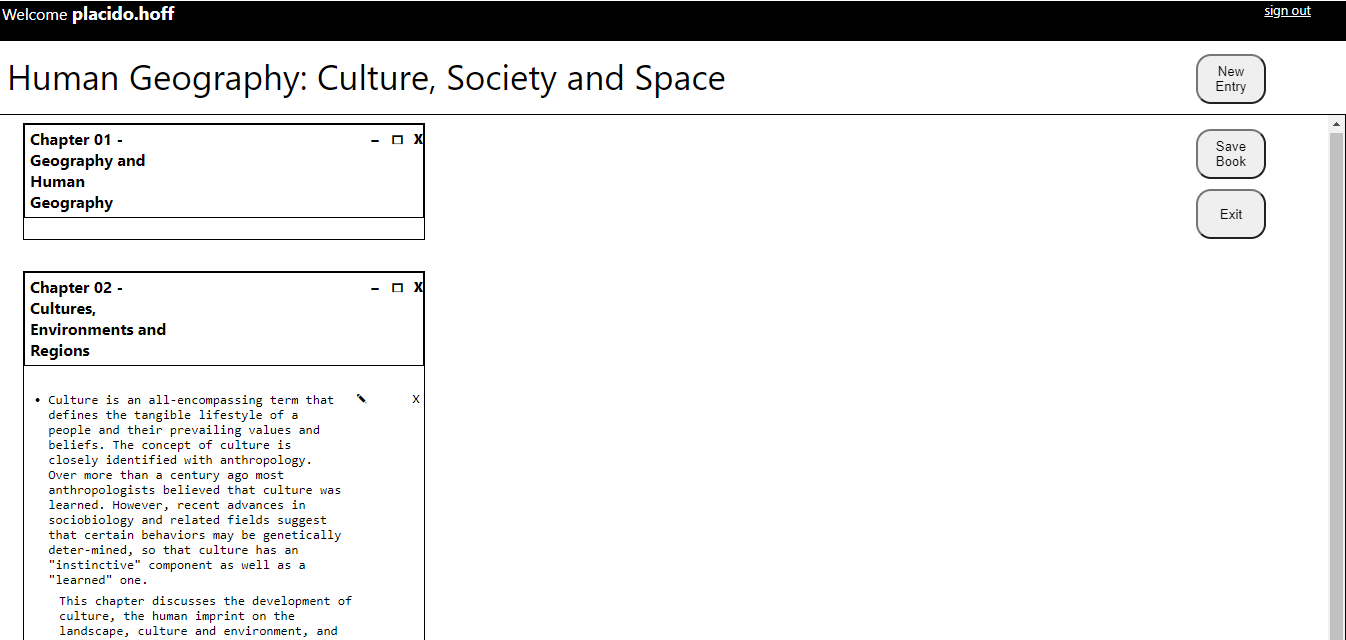 Welcome placido.hoff
sign out
Human Geography: Culture, Society and Space
New
Entry
Chapter 01 -
Geography and
Human
Geography
X
Save
Book
Exit
Chapter 02 -
Cultures,
Environments and
Regions
X
• Culture is an all-encompassing term that
X
defines the tangible lifestyle of a
people and their prevailing values and
beliefs. The concept of culture is
closely identified with anthropology.
Over more than a century ago most
anthropologists believed that culture was
learned. However, recent advances in
sociobiology and related fields suggest
that certain behaviors may be genetically
deter-mined, so that culture has an
"instinctive" component as well as a
"learned" one.
This chapter discusses the development of
culture, the human imprint on the
landscape, culture and environment, and